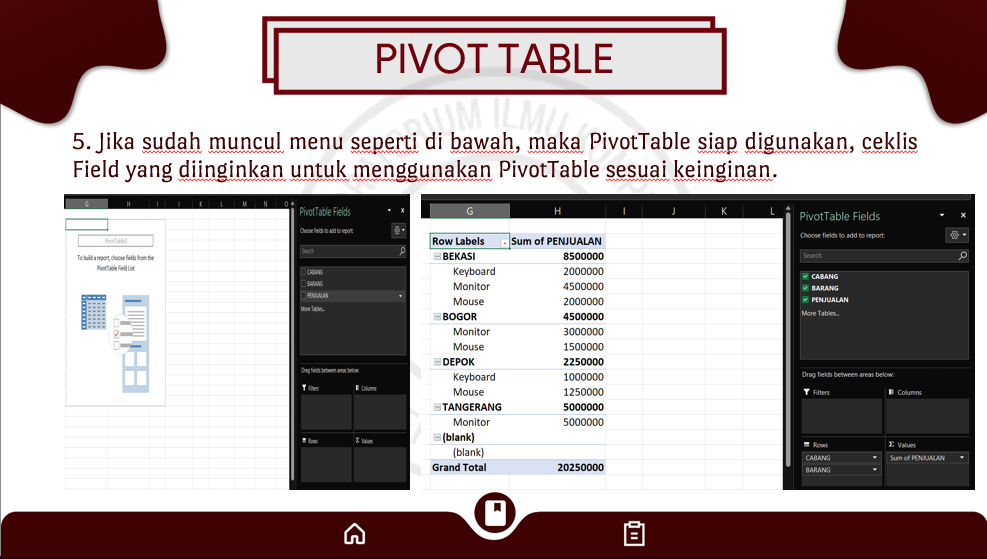 PIVOT TABLE
5. Jika sudah muncul menu seperti di bawah, maka PivotTable siap digunakan, ceklis
Field yang diinginkan untuk menggunakan PivotTable sesuai keinginan.
G H I J K L M N O
PivotTable2
To build a report, choose fields from the
PivotTable Field List
PivotTable Fields
Choose fields to add to report:
Search
CABANG
BARANG
PENJUALAN
More Tables...
Drag fields between areas below:
Filters Columns
Rows Σ Values
G H I J K L
Row Labels Sum of PENJUALAN
BEKASI 8500000
Keyboard 2000000
Monitor 4500000
Mouse 2000000
BOGOR 4500000
Monitor 3000000
Mouse 1500000
DEPOK 2250000
Keyboard 1000000
Mouse 1250000
TANGERANG 5000000
Monitor 5000000
(blank)
(blank)
Grand Total 20250000
PivotTable Fields
Choose fields to add to report:
Search
CABANG
BARANG
PENJUALAN
More Tables...
Drag fields between areas below:
Filters Columns
Rows Σ Values
CABANG Sum of PENJUALAN
BARANG